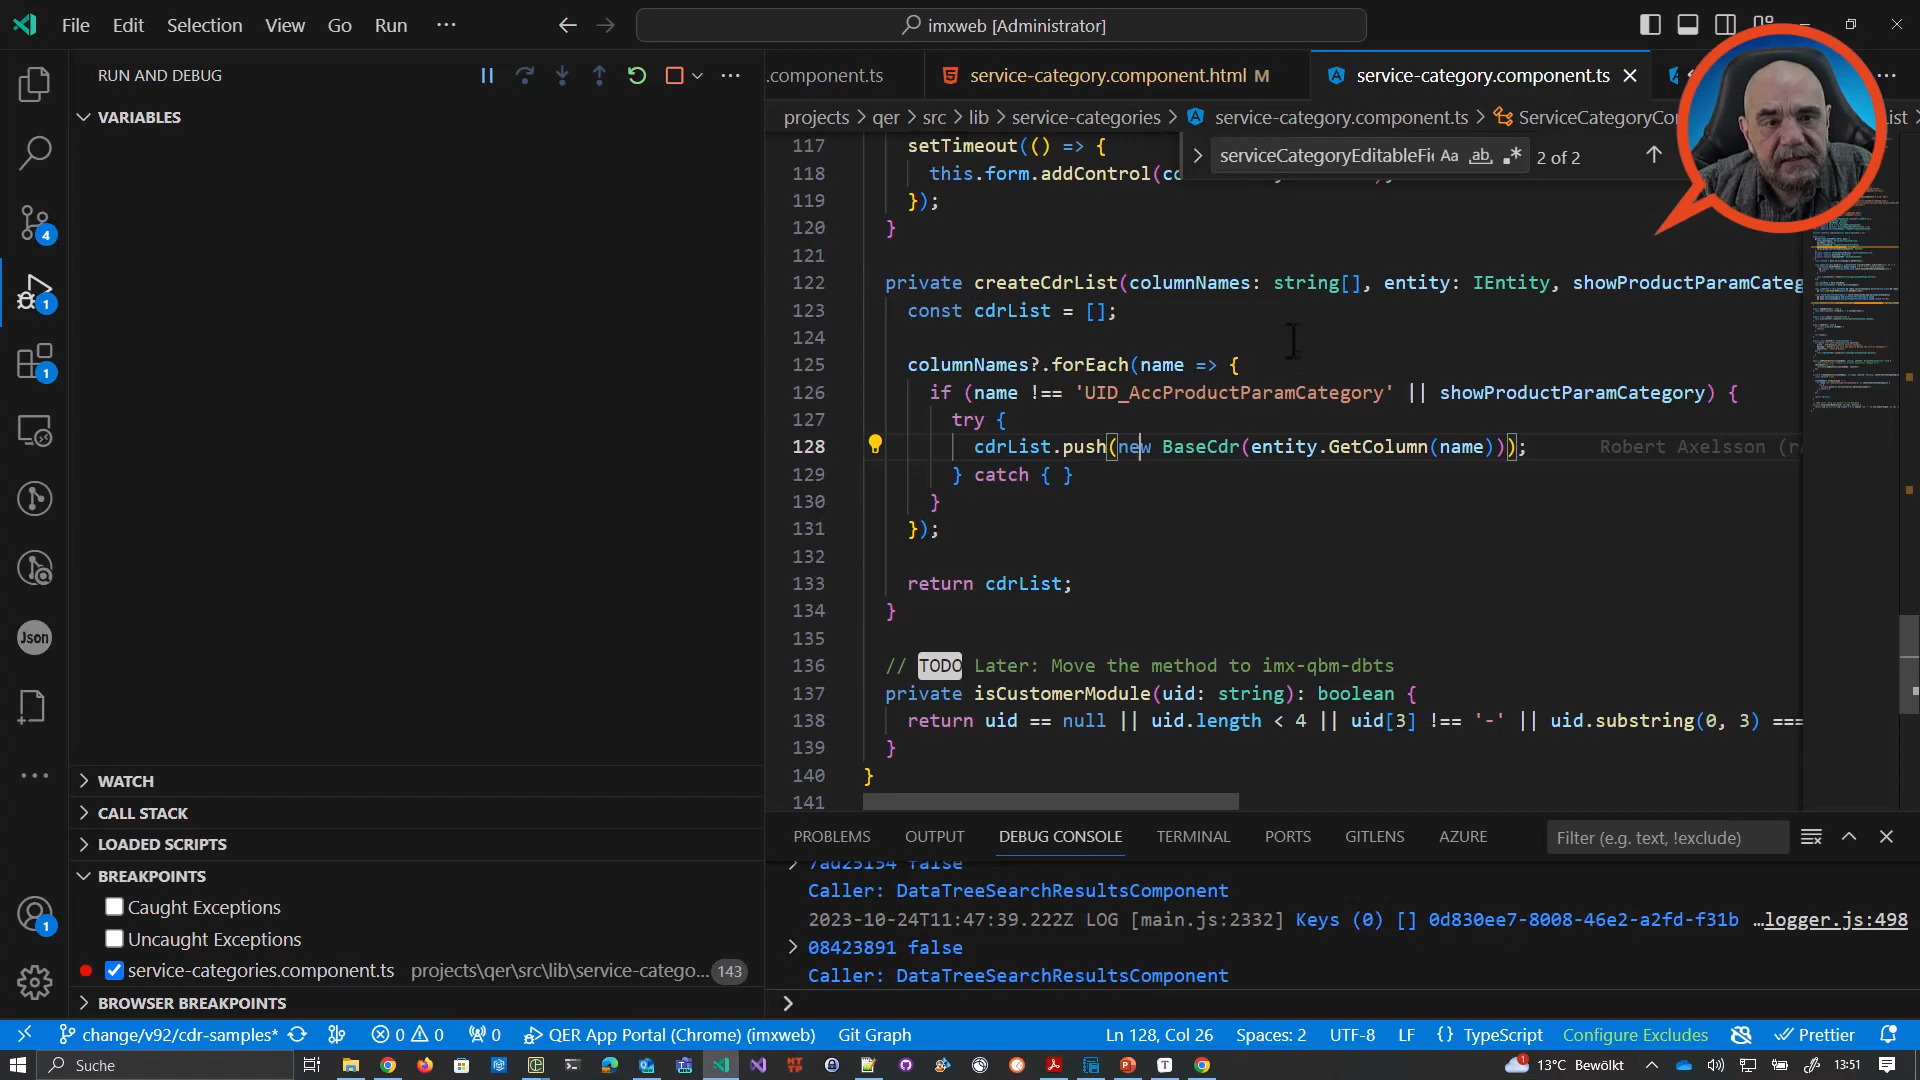 File Edit Selection View Go Run ···
imxweb [Administrator]
RUN AND DEBUG
.component.ts
service-category.component.html M
service-category.component.ts
projects > qer > src > lib > service-categories > service-category.component.ts > ServiceCategoryCo
serviceCategoryEditableFi Aa ab 2 of 2
VARIABLES
117 setTimeout(() => {
118 this.form.addControl(
119 });
120 }
121
122 private createCdrList(columnNames: string[], entity: IEntity, showProductParamCateg
123 const cdrList = [];
124
125 columnNames?.forEach(name => {
126 if (name !== 'UID_AccProductParamCategory' || showProductParamCategory) {
127 try {
128 cdrList.push(new BaseCdr(entity.GetColumn(name))); Robert Axelsson (r
129 } catch { }
130 }
131 });
132
133 return cdrList;
134 }
135
136 // TODO Later: Move the method to imx-qbm-dbts
137 private isCustomerModule(uid: string): boolean {
138 return uid == null || uid.length < 4 || uid[3] !== '-' || uid.substring(0, 3) ===
139 }
140 }
141
WATCH
CALL STACK
LOADED SCRIPTS
BREAKPOINTS
Caught Exceptions
Uncaught Exceptions
service-categories.component.ts projects\qer\src\lib\service-catego... 143
BROWSER BREAKPOINTS
PROBLEMS OUTPUT DEBUG CONSOLE TERMINAL PORTS GITLENS AZURE
Filter (e.g. text, !exclude)
7ad25154 false
Caller: DataTreeSearchResultsComponent
2023-10-24T11:47:39.222Z LOG [main.js:2332] Keys (0) [] 0d830ee7-8008-46e2-a2fd-f31b …logger.js:498
08423891 false
Caller: DataTreeSearchResultsComponent
4
1
1
Json
1
change/v92/cdr-samples* 0 0 0 QER App Portal (Chrome) (imxweb) Git Graph Ln 128, Col 26 Spaces: 2 UTF-8 LF {} TypeScript Configure Excludes Prettier
Suche
1 13°C Bewölkt 13:51